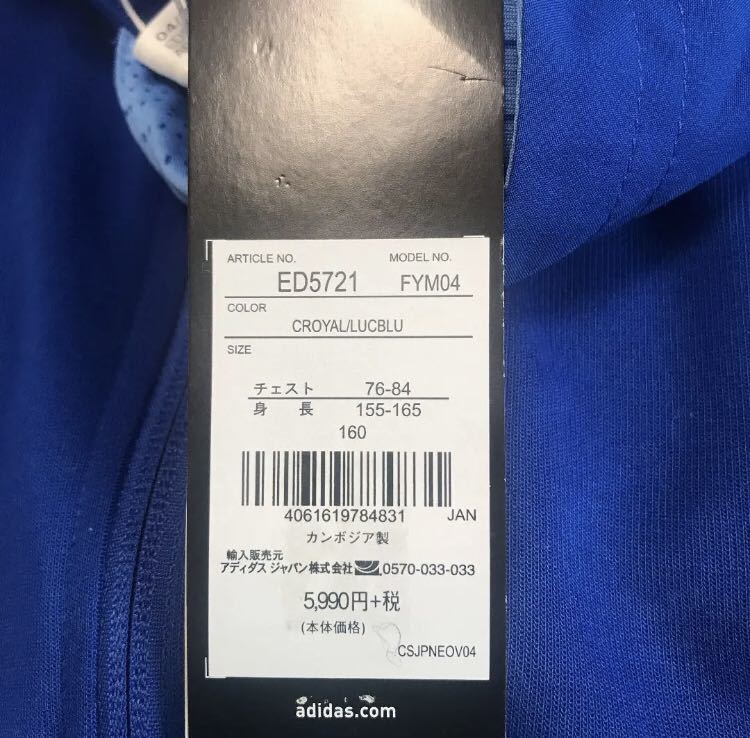 04/
ARTICLE NO. MODEL NO.
ED5721 FYM04
COLOR
CROYAL/LUCBLU
SIZE
チェスト 76-84
身長 155-165
160
4061619784831 JAN
カンボジア製
輸入販売元
アディダス ジャパン株式会社 0570-033-033
5,990円+税
(本体価格)
CSJPNEOV04
adidas.com